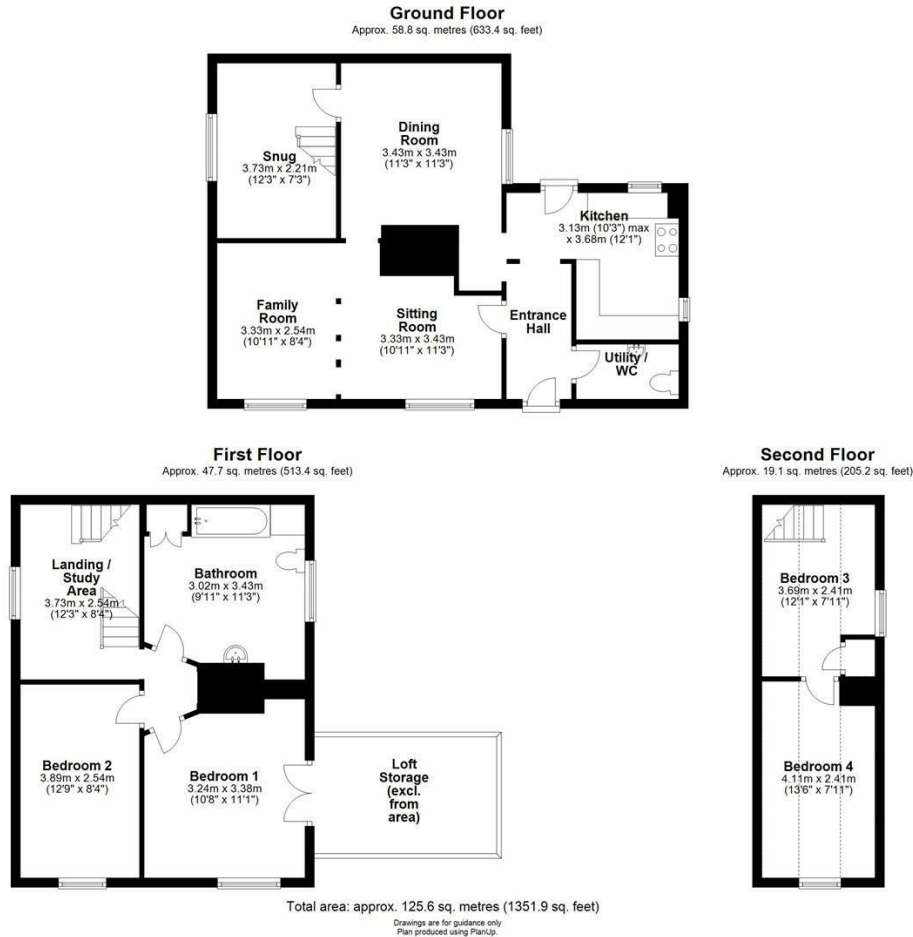 Ground Floor
Approx. 58.8 sq. metres (633.4 sq. feet)
Snug
3.73m x 2.21m
(12'3" x 7'3")
Dining
Room
3.43m x 3.43m
(11'3" x 11'3")
Kitchen
3.13m (10'3") max
x 3.68m (12'1")
Family
Room
3.33m x 2.54m
(10'11" x 8'4")
Sitting
Room
3.33m x 3.43m
(10'11" x 11'3")
Entrance
Hall
Utility /
WC
First Floor
Approx. 47.7 sq. metres (513.4 sq. feet)
Landing /
Study
Area
3.73m x 2.54m
(12'3" x 8'4")
Bathroom
3.02m x 3.43m
(9'11" x 11'3")
Bedroom 2
3.89m x 2.54m
(12'9" x 8'4")
Bedroom 1
3.24m x 3.38m
(10'8" x 11'1")
Loft
Storage
(excl.
from
area)
Second Floor
Approx. 19.1 sq. metres (205.2 sq. feet)
Bedroom 3
3.69m x 2.41m
(12'1" x 7'11")
Bedroom 4
4.11m x 2.41m
(13'6" x 7'11")
Total area: approx. 125.6 sq. metres (1351.9 sq. feet)
Drawings are for guidance only
Plan produced using PlanUp.